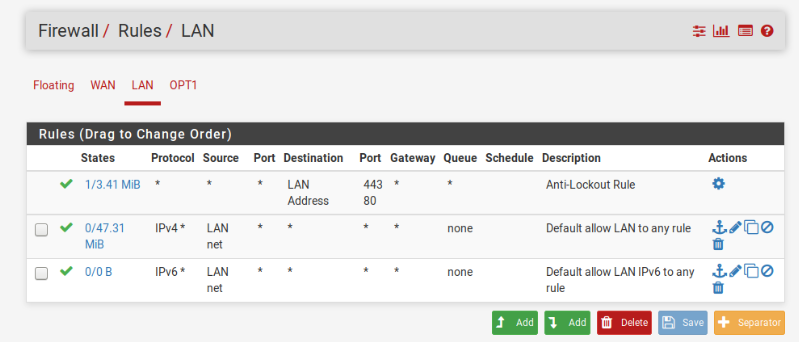 Firewall / Rules / LAN
Floating WAN LAN OPT1
Rules (Drag to Change Order)
States Protocol Source Port Destination Port Gateway Queue Schedule Description Actions
1/3.41 MiB * * * LAN 443 * * Anti-Lockout Rule
Address 80
0/47.31 IPv4 * LAN * * * * none Default allow LAN to any rule
MiB net
0/0 B IPv6 * LAN * * * * none Default allow LAN IPv6 to any
net rule
Add Add Delete Save Separator